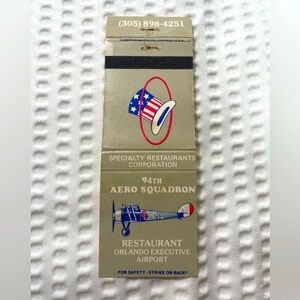 (305) 898-4251
SPECIALTY RESTAURANTS
CORPORATION
94TH
AERO SQUADRON
RESTAURANT
ORLANDO EXECUTIVE
AIRPORT
FOR SAFETY - STRIKE ON BACK